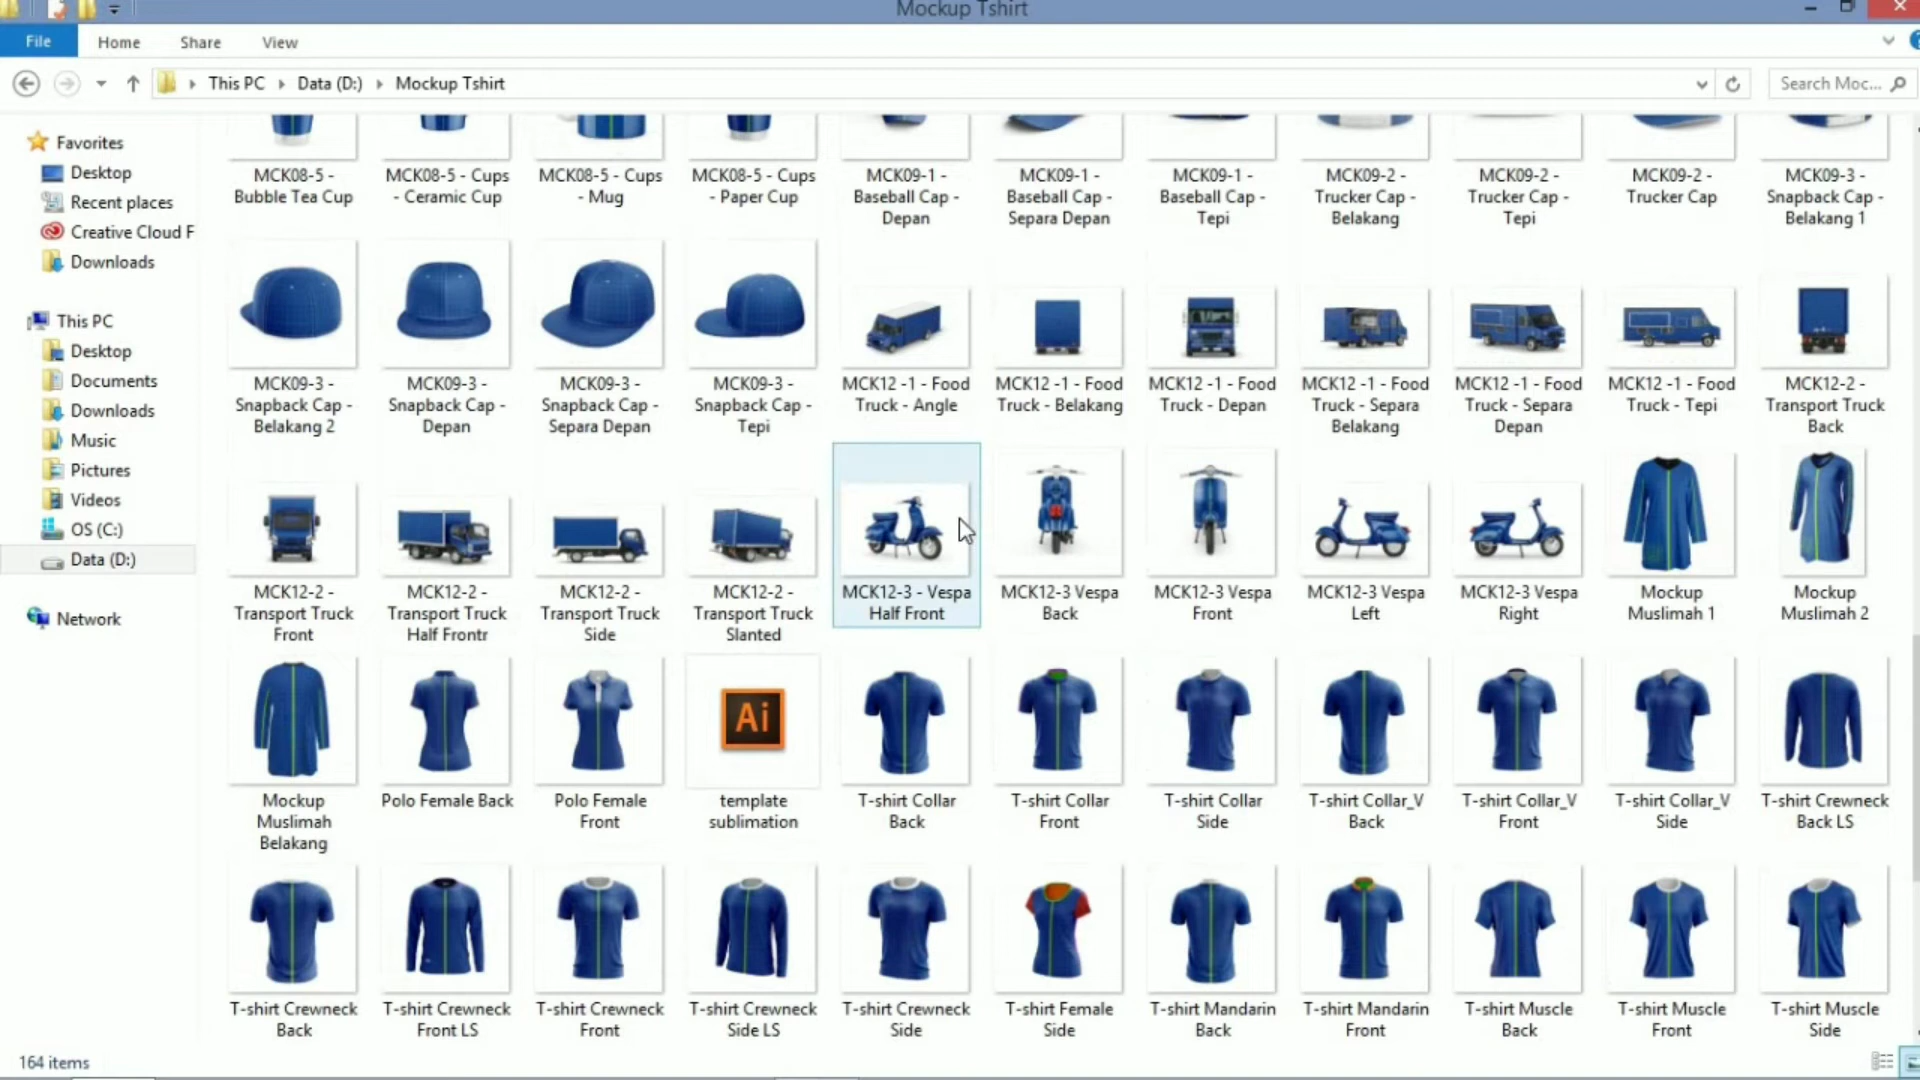 Mockup Tshirt
File
Home
Share
View
This PC
Data (D:)
Mockup Tshirt
Search Moc...
Favorites
Desktop
Recent places
Creative Cloud F
Downloads
This PC
Desktop
Documents
Downloads
Music
Pictures
Videos
OS (C:)
Data (D:)
Network
MCK08-5 -
Bubble Tea Cup
MCK08-5 - Cups
- Ceramic Cup
MCK08-5 - Cups
- Mug
MCK08-5 - Cups
- Paper Cup
MCK09-1 -
Baseball Cap -
Depan
MCK09-1 -
Baseball Cap -
Separa Depan
MCK09-1 -
Baseball Cap -
Tepi
MCK09-2 -
Trucker Cap -
Belakang
MCK09-2 -
Trucker Cap -
Tepi
MCK09-2 -
Trucker Cap
MCK09-3 -
Snapback Cap -
Belakang 1
MCK09-3 -
Snapback Cap -
Belakang 2
MCK09-3 -
Snapback Cap -
Depan
MCK09-3 -
Snapback Cap -
Separa Depan
MCK09-3 -
Snapback Cap -
Tepi
MCK12 -1 - Food
Truck - Angle
MCK12 -1 - Food
Truck - Belakang
MCK12 -1 - Food
Truck - Depan
MCK12 -1 - Food
Truck - Separa
Belakang
MCK12 -1 - Food
Truck - Separa
Depan
MCK12 -1 - Food
Truck - Tepi
MCK12-2 -
Transport Truck
Back
MCK12-2 -
Transport Truck
Front
MCK12-2 -
Transport Truck
Half Frontr
MCK12-2 -
Transport Truck
Side
MCK12-2 -
Transport Truck
Slanted
MCK12-3 - Vespa
Half Front
MCK12-3 Vespa
Back
MCK12-3 Vespa
Front
MCK12-3 Vespa
Left
MCK12-3 Vespa
Right
Mockup
Muslimah 1
Mockup
Muslimah 2
Mockup
Muslimah
Belakang
Polo Female Back
Polo Female
Front
Ai
template
sublimation
T-shirt Collar
Back
T-shirt Collar
Front
T-shirt Collar
Side
T-shirt Collar_V
Back
T-shirt Collar_V
Front
T-shirt Collar_V
Side
T-shirt Crewneck
Back LS
T-shirt Crewneck
Back
T-shirt Crewneck
Front LS
T-shirt Crewneck
Front
T-shirt Crewneck
Side LS
T-shirt Crewneck
Side
T-shirt Female
Side
T-shirt Mandarin
Back
T-shirt Mandarin
Front
T-shirt Muscle
Back
T-shirt Muscle
Front
T-shirt Muscle
Side
164 items